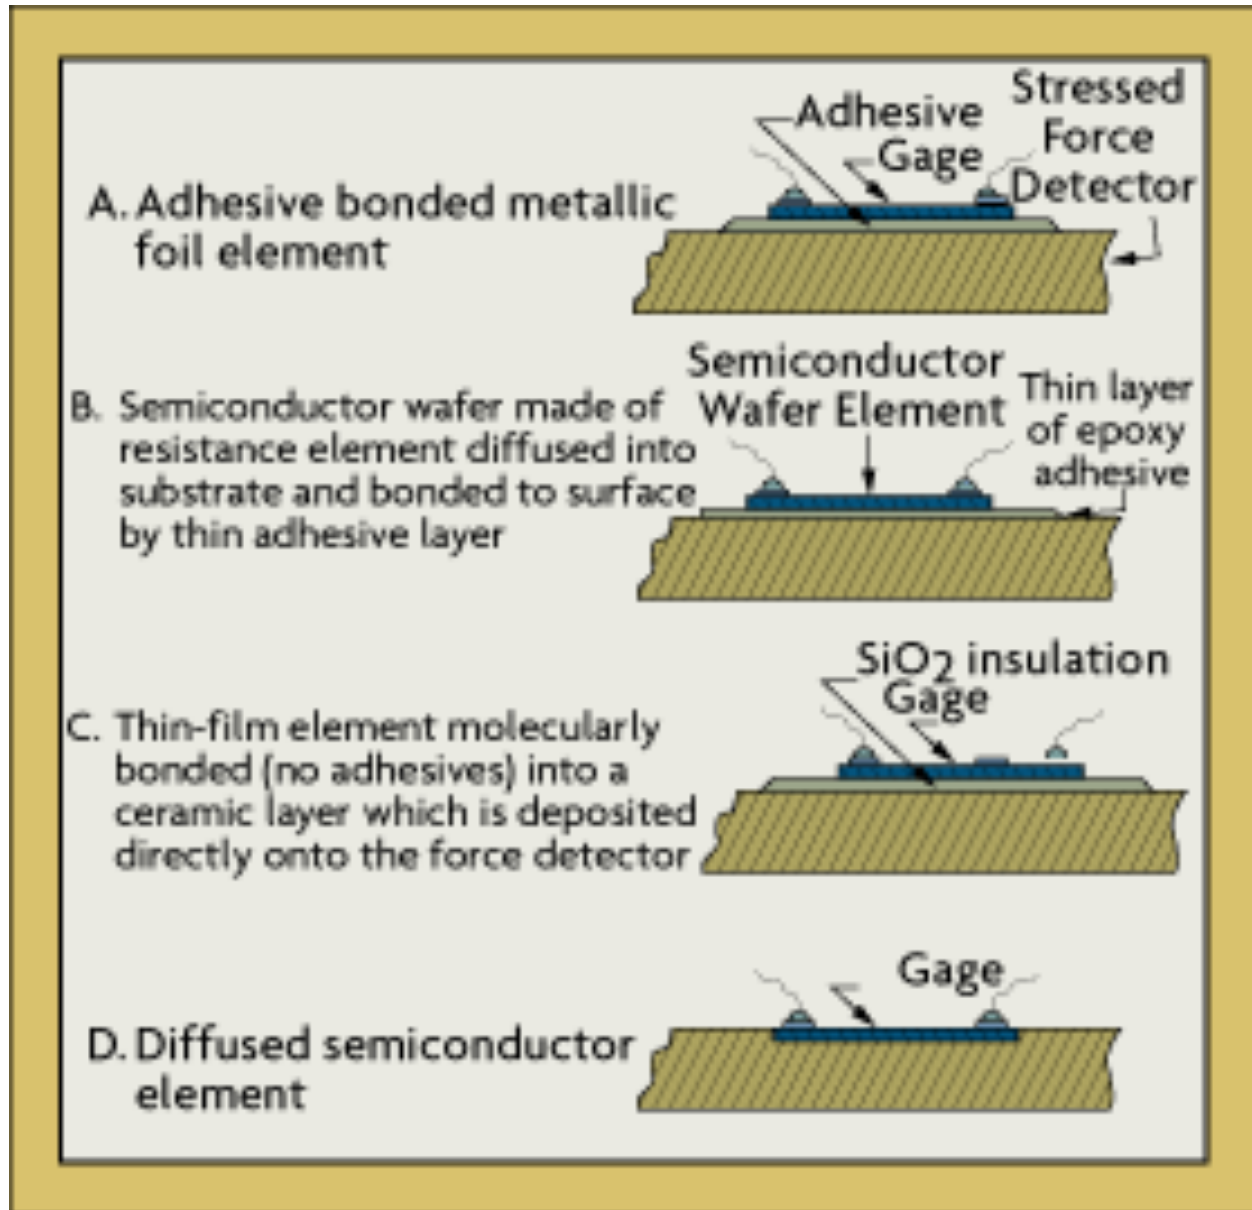 Adhesive
Gage
Stressed
Force
Detector
A. Adhesive bonded metallic
foil element
Semiconductor
Wafer Element
Thin layer
of epoxy
adhesive
B. Semiconductor wafer made of
resistance element diffused into
substrate and bonded to surface
by thin adhesive layer
SiO2 insulation
Gage
C. Thin-film element molecularly
bonded (no adhesives) into a
ceramic layer which is deposited
directly onto the force detector
Gage
D. Diffused semiconductor
element